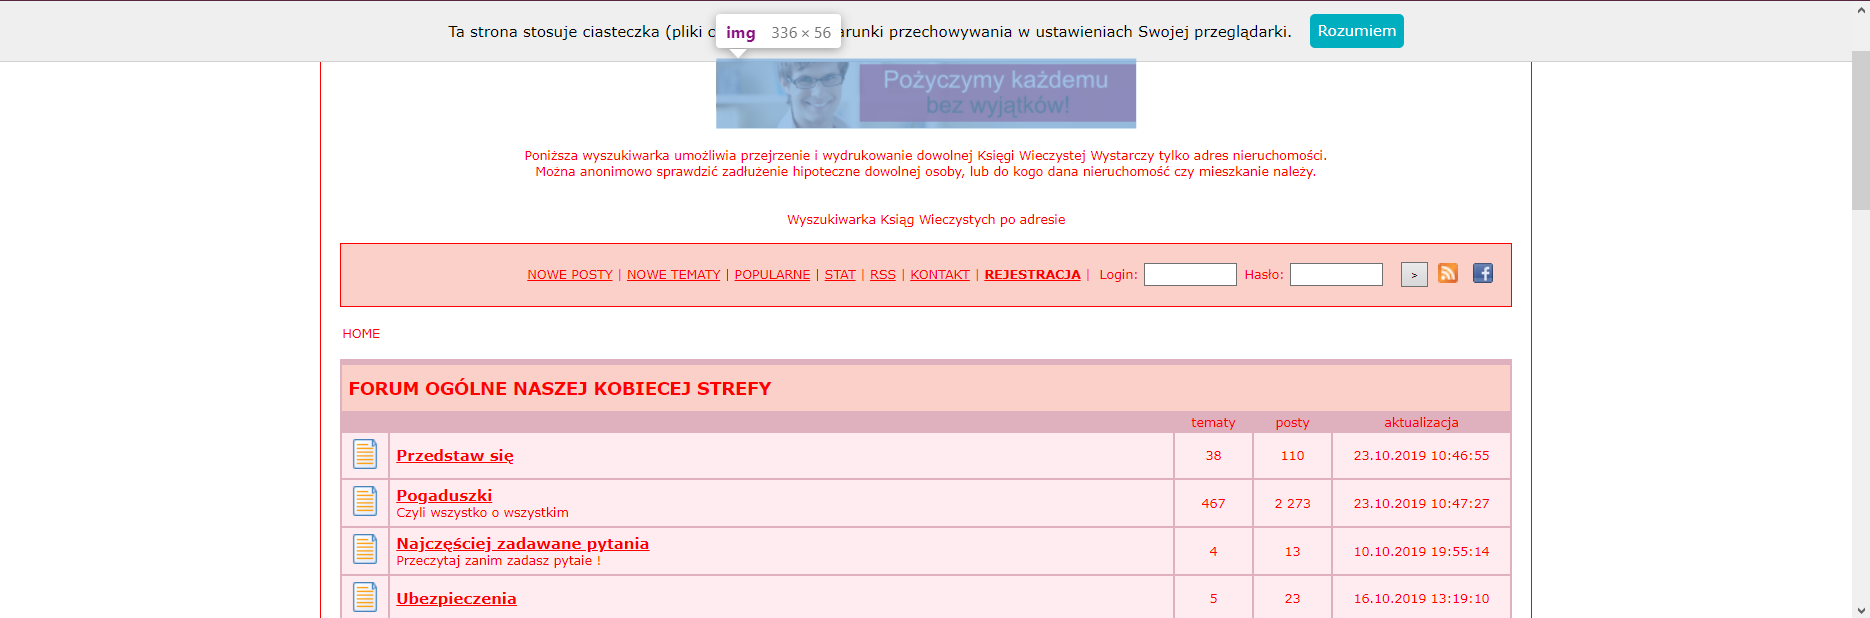 Ta strona stosuje ciasteczka (pliki c
arunki przechowywania w ustawieniach Swojej przeglądarki.
Rozumiem
img 336 × 56
Pożyczymy każdemu
bez wyjątków!
Poniższa wyszukiwarka umożliwia przejrzenie i wydrukowanie dowolnej Księgi Wieczystej Wystarczy tylko adres nieruchomości.
Można anonimowo sprawdzić zadłużenie hipoteczne dowolnej osoby, lub do kogo dana nieruchomość czy mieszkanie należy.
Wyszukiwarka Ksiąg Wieczystych po adresie
NOWE POSTY | NOWE TEMATY | POPULARNE | STAT | RSS | KONTAKT | REJESTRACJA | Login: Hasło: >
HOME
FORUM OGÓLNE NASZEJ KOBIECEJ STREFY
tematy posty aktualizacja
Przedstaw się 38 110 23.10.2019 10:46:55
Pogaduszki
Czyli wszystko o wszystkim
467 2 273 23.10.2019 10:47:27
Najczęściej zadawane pytania
Przeczytaj zanim zadasz pytaie !
4 13 10.10.2019 19:55:14
Ubezpieczenia 5 23 16.10.2019 13:19:10